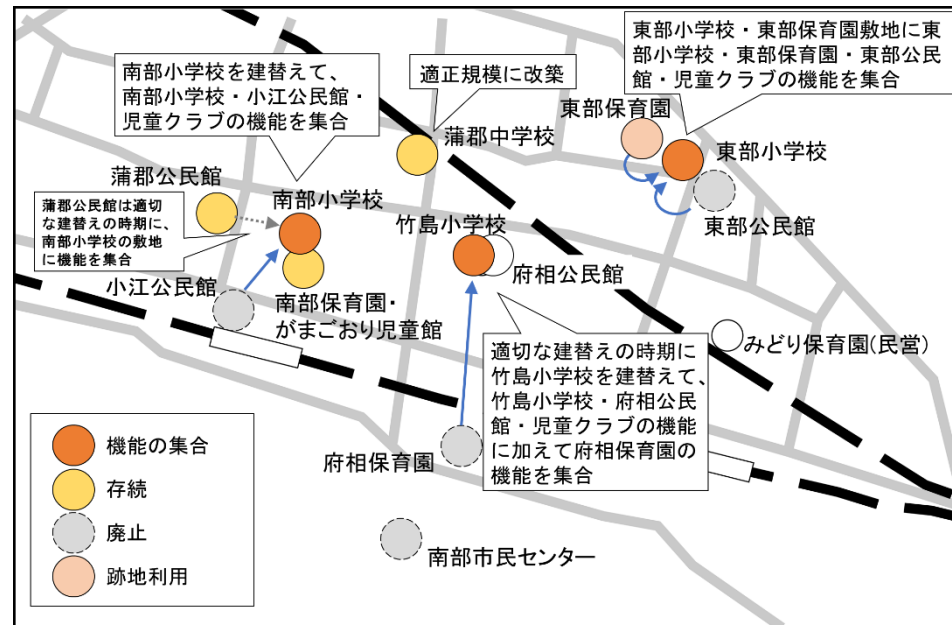 南部小学校を建替えて、
南部小学校・小江公民館・
児童クラブの機能を集合
適正規模に改築
東部小学校・東部保育園敷地に東
部小学校・東部保育園・東部公民
館・児童クラブの機能を集合
東部保育園
蒲郡中学校
東部小学校
蒲郡公民館
南部小学校
東部公民館
蒲郡公民館は適切
な建替えの時期に、
南部小学校の敷地
に機能を集合
竹島小学校
府相公民館
小江公民館
南部保育園・
がまごおり児童館
みどり保育園(民営)
適切な建替えの時期に
竹島小学校を建替えて、
竹島小学校・府相公民
館・児童クラブの機能
に加えて府相保育園の
機能を集合
府相保育園
南部市民センター
機能の集合
存続
廃止
跡地利用